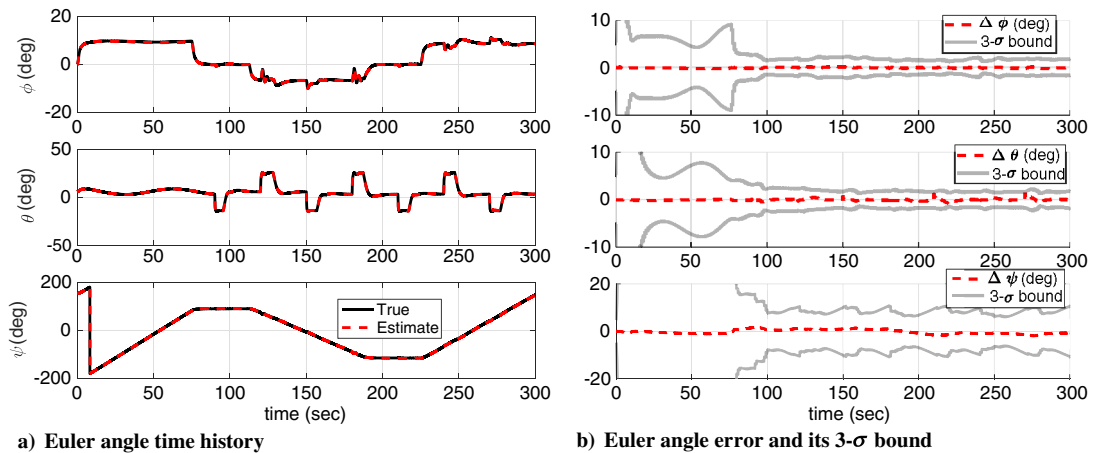 20
0
-20
ϕ (deg)
0 50 100 150 200 250 300
50
0
-50
θ (deg)
0 50 100 150 200 250 300
200
0
-200
ψ (deg)
True
Estimate
0 50 100 150 200 250 300
time (sec)
a) Euler angle time history
10
0
-10
Δ ϕ (deg)
3-σ bound
0 50 100 150 200 250 300
10
0
-10
Δ θ (deg)
3-σ bound
0 50 100 150 200 250 300
20
0
-20
Δ ψ (deg)
3-σ bound
0 50 100 150 200 250 300
time (sec)
b) Euler angle error and its 3-σ bound